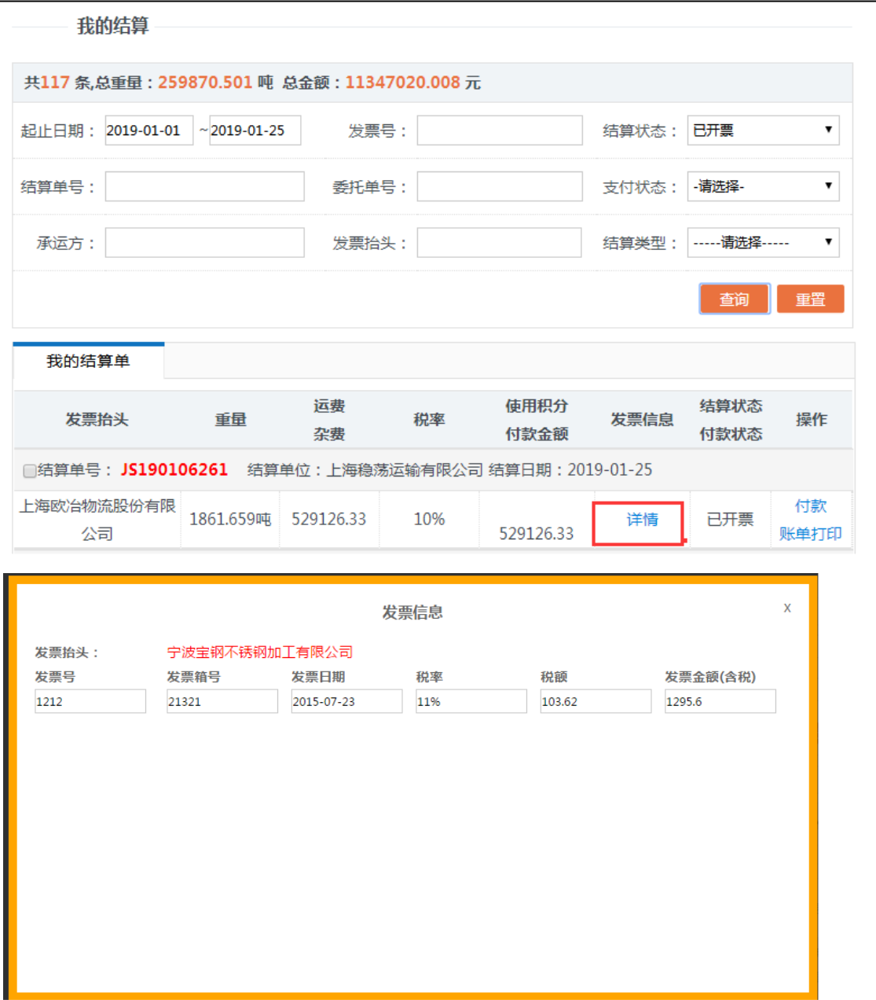 我的结算
共117 条,总重量：259870.501 吨 总金额：11347020.008 元
起止日期： 2019-01-01 ~2019-01-25 发票号： 结算状态： 已开票
结算单号： 委托单号： 支付状态： -请选择-
承运方： 发票抬头： 结算类型： -----请选择-----
查询 重置
我的结算单
发票抬头 重量 运费 杂费 税率 使用积分 付款金额 发票信息 结算状态 付款状态 操作
结算单号： JS190106261 结算单位：上海稳荡运输有限公司 结算日期：2019-01-25
上海欧冶物流股份有限公司 1861.659吨 529126.33 10% 529126.33 详情 已开票 付款 账单打印
发票信息 X
发票抬头： 宁波宝钢不锈钢加工有限公司
发票号 发票箱号 发票日期 税率 税额 发票金额(含税)
1212 21321 2015-07-23 11% 103.62 1295.6